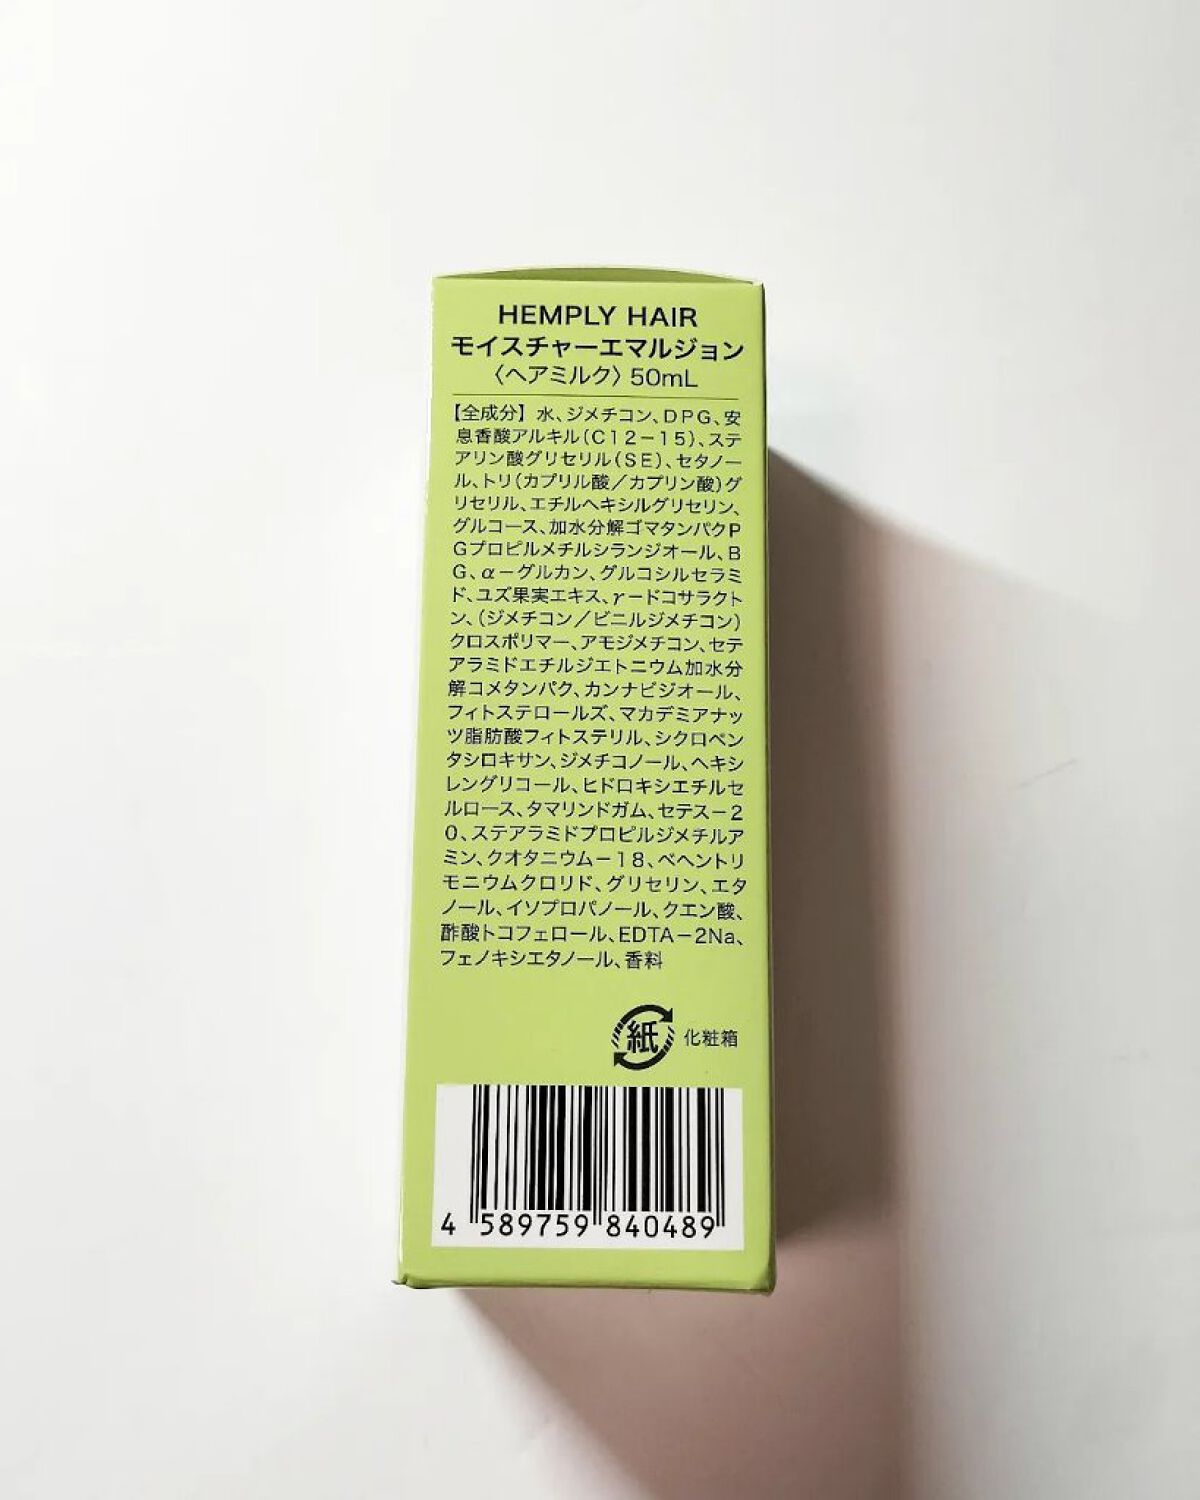 HEMPLY HAIR
モイスチャーエマルジョン
〈ヘアミルク〉50mL
【全成分】水、ジメチコン、DPG、安
息香酸アルキル(C12-15)、ステ
アリン酸グリセリル(SE)、セタノー
ル、トリ(カプリル酸/カプリン酸)グ
リセリル、エチルヘキシルグリセリン、
グルコース、加水分解ゴマタンパクP
Gプロピルメチルシランジオール、B
G、α-グルカン、グルコシルセラミ
ド、ユズ果実エキス、γ-ドコサラクト
ン、(ジメチコン/ビニルジメチコン)
クロスポリマー、アモジメチコン、セテ
アラミドエチルジエトニウム加水分
解コメタンパク、カンナビジオール、
フィトステロールズ、マカデミアナッ
ツ脂肪酸フィトステリル、シクロペン
タシロキサン、ジメチコノール、ヘキシ
レングリコール、ヒドロキシエチルセ
ルロース、タマリンドガム、セテス-2
0、ステアラミドプロピルジメチルア
ミン、クオタニウム-18、ベヘントリ
モニウムクロリド、グリセリン、エタ
ノール、イソプロパノール、クエン酸、
酢酸トコフェロール、EDTA-2Na、
フェノキシエタノール、香料
紙 化粧箱
4 589759 840489